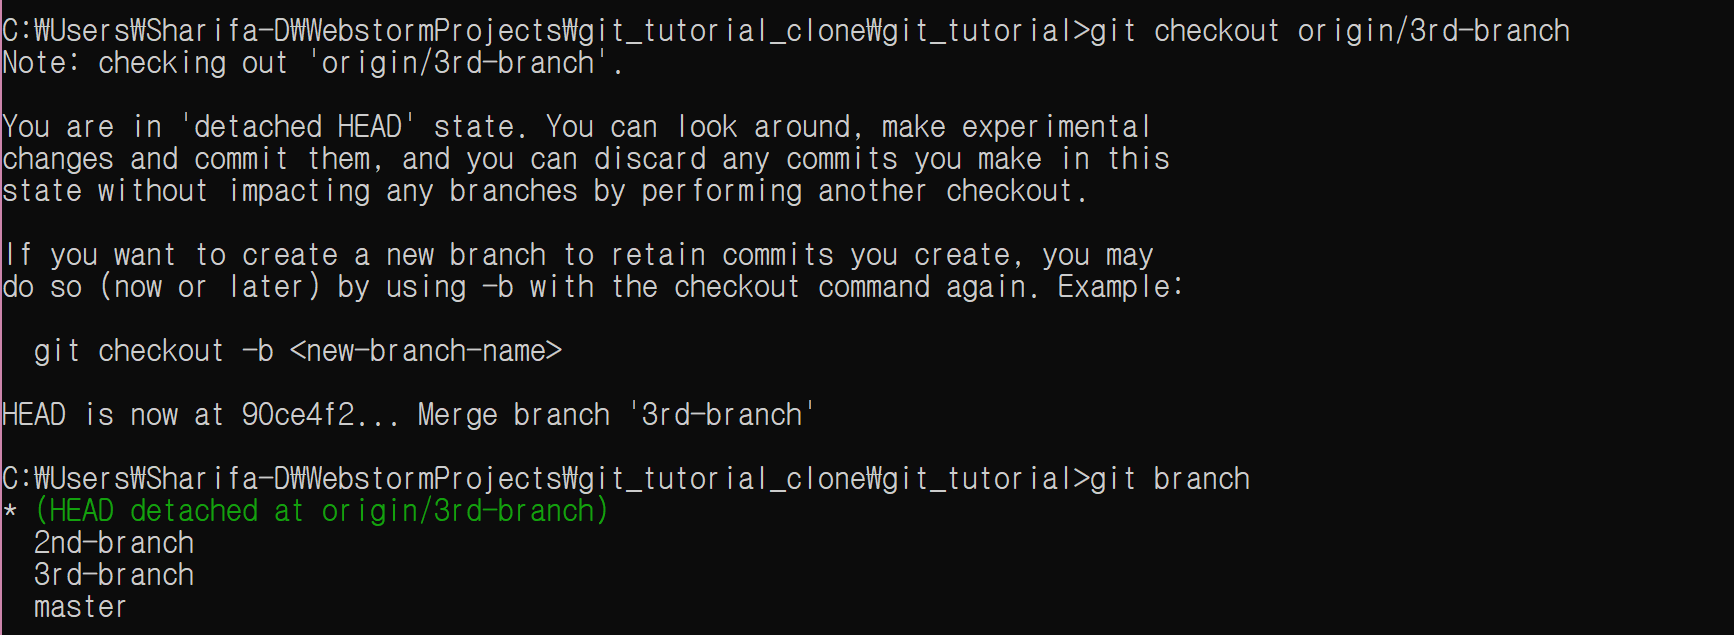 C:₩Users₩Sharifa-D₩WebstormProjects₩git_tutorial_clone₩git_tutorial>git checkout origin/3rd-branch
Note: checking out 'origin/3rd-branch'.
You are in 'detached HEAD' state. You can look around, make experimental
changes and commit them, and you can discard any commits you make in this
state without impacting any branches by performing another checkout.
If you want to create a new branch to retain commits you create, you may
do so (now or later) by using -b with the checkout command again. Example:
  git checkout -b <new-branch-name>
HEAD is now at 90ce4f2... Merge branch '3rd-branch'
C:₩Users₩Sharifa-D₩WebstormProjects₩git_tutorial_clone₩git_tutorial>git branch
* (HEAD detached at origin/3rd-branch)
  2nd-branch
  3rd-branch
  master